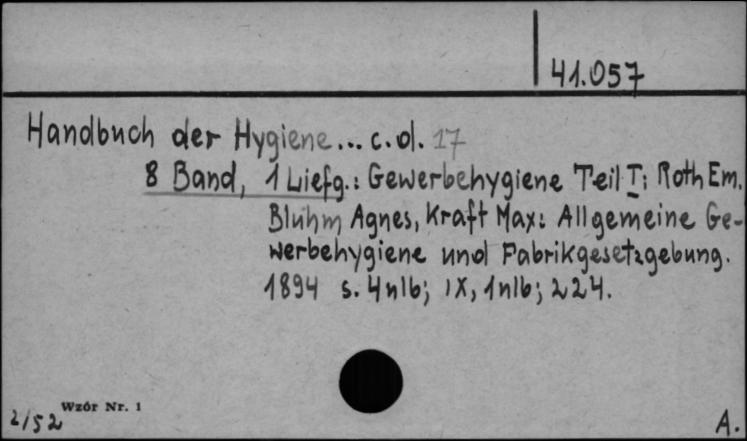 41.057
Handbuch der Hygiene... c.d. 17
8 Band, 1 Liefg.: Gewerbehygiene Teil I; Roth Em.
Bluhm Agnes, Kraft Max: Allgemeine Ge-
werbehygiene und Fabrikgesetzgebung.
1894 s. 4nlb; IX, 1nlb; 224.
Wzór Nr. 1
2/52
A.